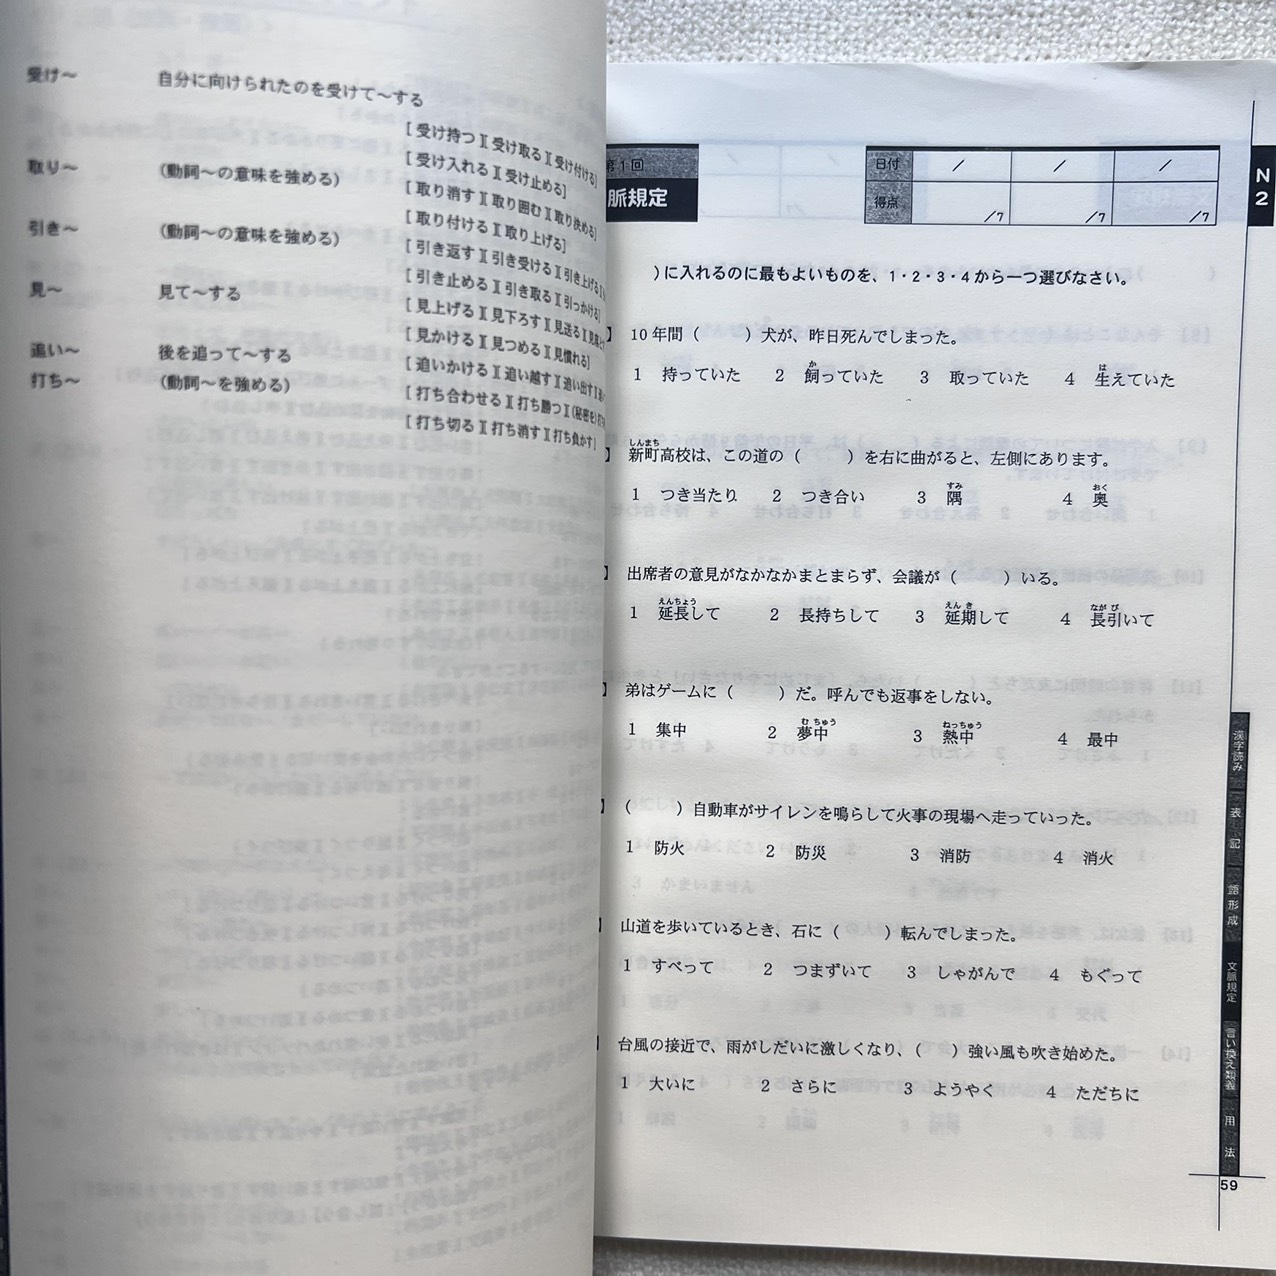 受け～ 自分に向けられたのを受けて～する
[受け持つ][受け取る][受け付ける]
[受け入れる][受け止める]
取り～ (動詞～の意味を強める)
[取り消す][取り囲む][取り決める]
[取り付ける][取り上げる]
引き～ (動詞～の意味を強める)
[引き返す][引き受ける][引き上げる]
[引き止める][引き取る][引っかける]
見～ 見て～する
[見上げる][見下ろす][見送る]
[見かける][見つめる][見慣れる]
追い～ 後を追って～する
[追いかける][追い越す][追い出す]
打ち～ (動詞～を強める)
[打ち合わせる][打ち勝つ][(秘密を)
[打ち切る][打ち消す][打ち負かす]
第1回
脈規定
日付 / / /
得点 /7 /7 /7
N2
)に入れるのに最もよいものを、1・2・3・4から一つ選びなさい。
】 10年間( )犬が、昨日死んでしまった。
1 持っていた 2 飼っていた 3 取っていた 4 生えていた
】 新町高校は、この道の( )を右に曲がると、左側にあります。
1 つき当たり 2 つき合い 3 隅 4 奥
】 出席者の意見がなかなかまとまらず、会議が( )いる。
1 延長して 2 長持ちして 3 延期して 4 長引いて
】 弟はゲームに( )だ。呼んでも返事をしない。
1 集中 2 夢中 3 熱中 4 最中
】 ( )自動車がサイレンを鳴らして火事の現場へ走っていった。
1 防火 2 防災 3 消防 4 消火
】 山道を歩いているとき、石に( )転んでしまった。
1 すべって 2 つまずいて 3 しゃがんで 4 もぐって
】 台風の接近で、雨がしだいに激しくなり、( )強い風も吹き始めた。
1 大いに 2 さらに 3 ようやく 4 ただちに
漢字読み
表記
語形成
文脈規定
言い換え類義
用法
59